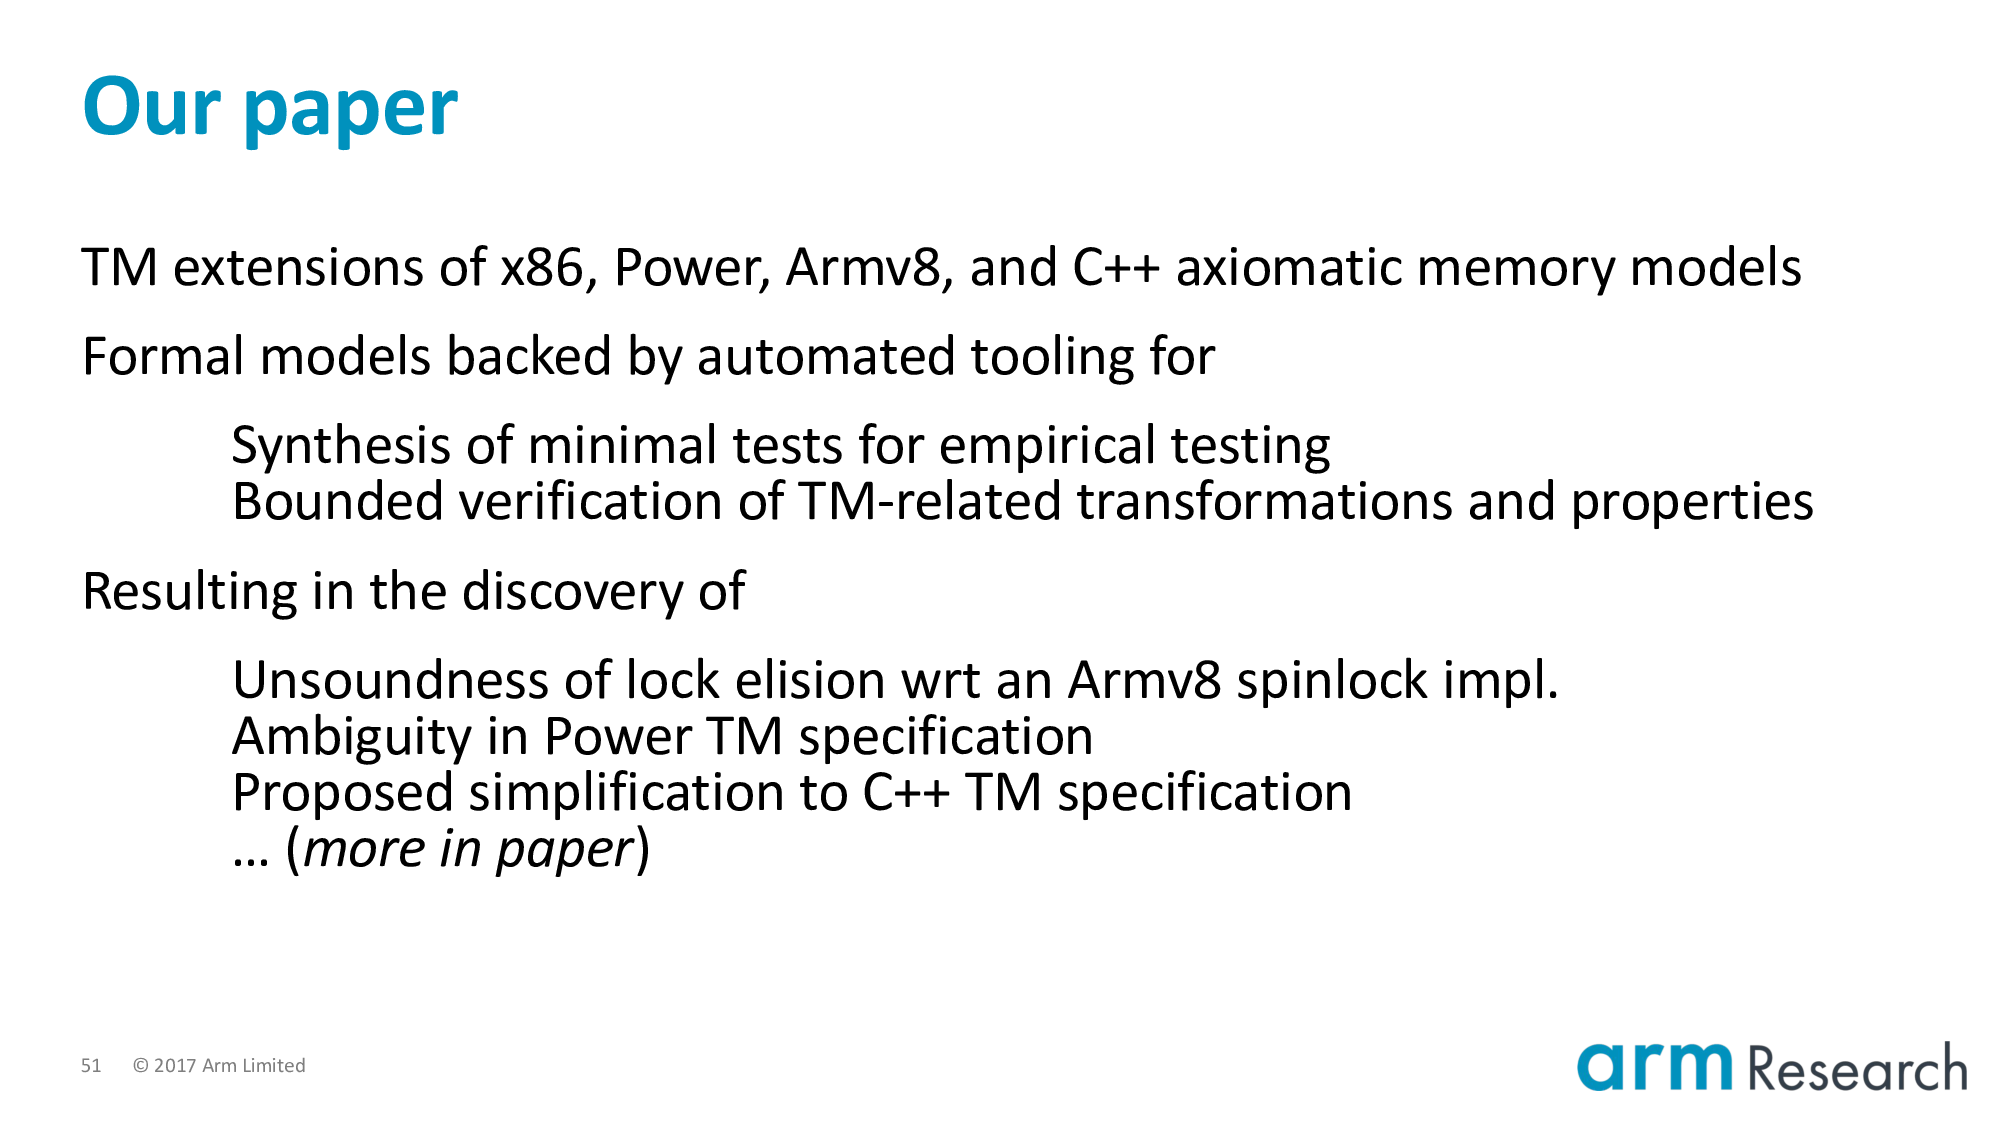 Our paper
TM extensions of x86, Power, Armv8, and C++ axiomatic memory models
Formal models backed by automated tooling for
Synthesis of minimal tests for empirical testing
Bounded verification of TM-related transformations and properties
Resulting in the discovery of
Unsoundness of lock elision wrt an Armv8 spinlock impl.
Ambiguity in Power TM specification
Proposed simplification to C++ TM specification
… (more in paper)
51 © 2017 Arm Limited
arm Research